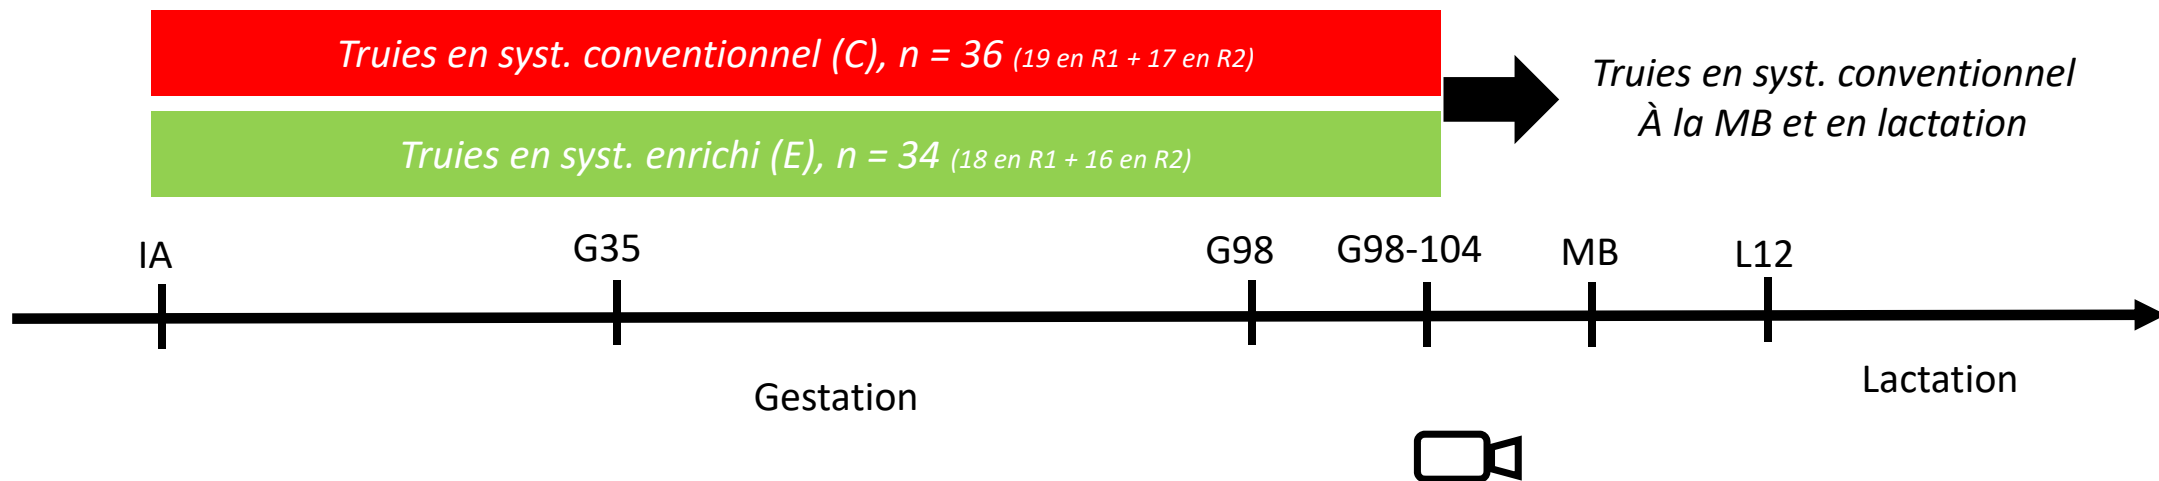 Truies en syst. conventionnel (C), n = 36 (19 en R1 + 17 en R2)
Truies en syst. enrichi (E), n = 34 (18 en R1 + 16 en R2)
Truies en syst. conventionnel
À la MB et en lactation
IA
G35
G98
G98-104
MB
L12
Gestation
Lactation